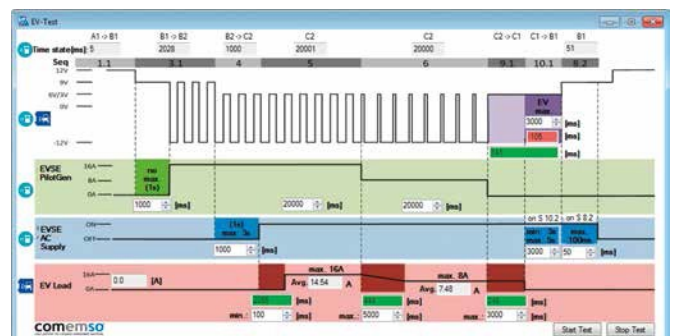 EV-Test
A1->B1 B1->B2 B2->C2 C2 C2 C2->C1 C1->B1 B1
Time state[ms]: 5 2028 1000 20001 20000 51
Seq 1.1 3.1 4 5 6 9.1 10.1 8.2
12V
9V
6V/3V
0V
-12V
EV
max.
3000 [ms]
105 [ms]
[ms]
EVSE
PilotGen
16A
8A
0A
no
max.
(1s)
1000 [ms] 20000 [ms] 20000 [ms]
on S 10.2 on S 8.2
EVSE
AC
Supply
ON
OFF
(1s)
max. 3s
max.
100ms
1000 [ms] 3000 50 [ms]
EV Load
16A
0A
0.0 [A]
max. 16A
Avg. 14.54 A
max. 8A
Avg. 7.48 A
[ms] [ms] [ms]
min.: 100 [ms] max.: 5000 [ms] max.: 3000 [ms]
comemso
Start Test Stop Test